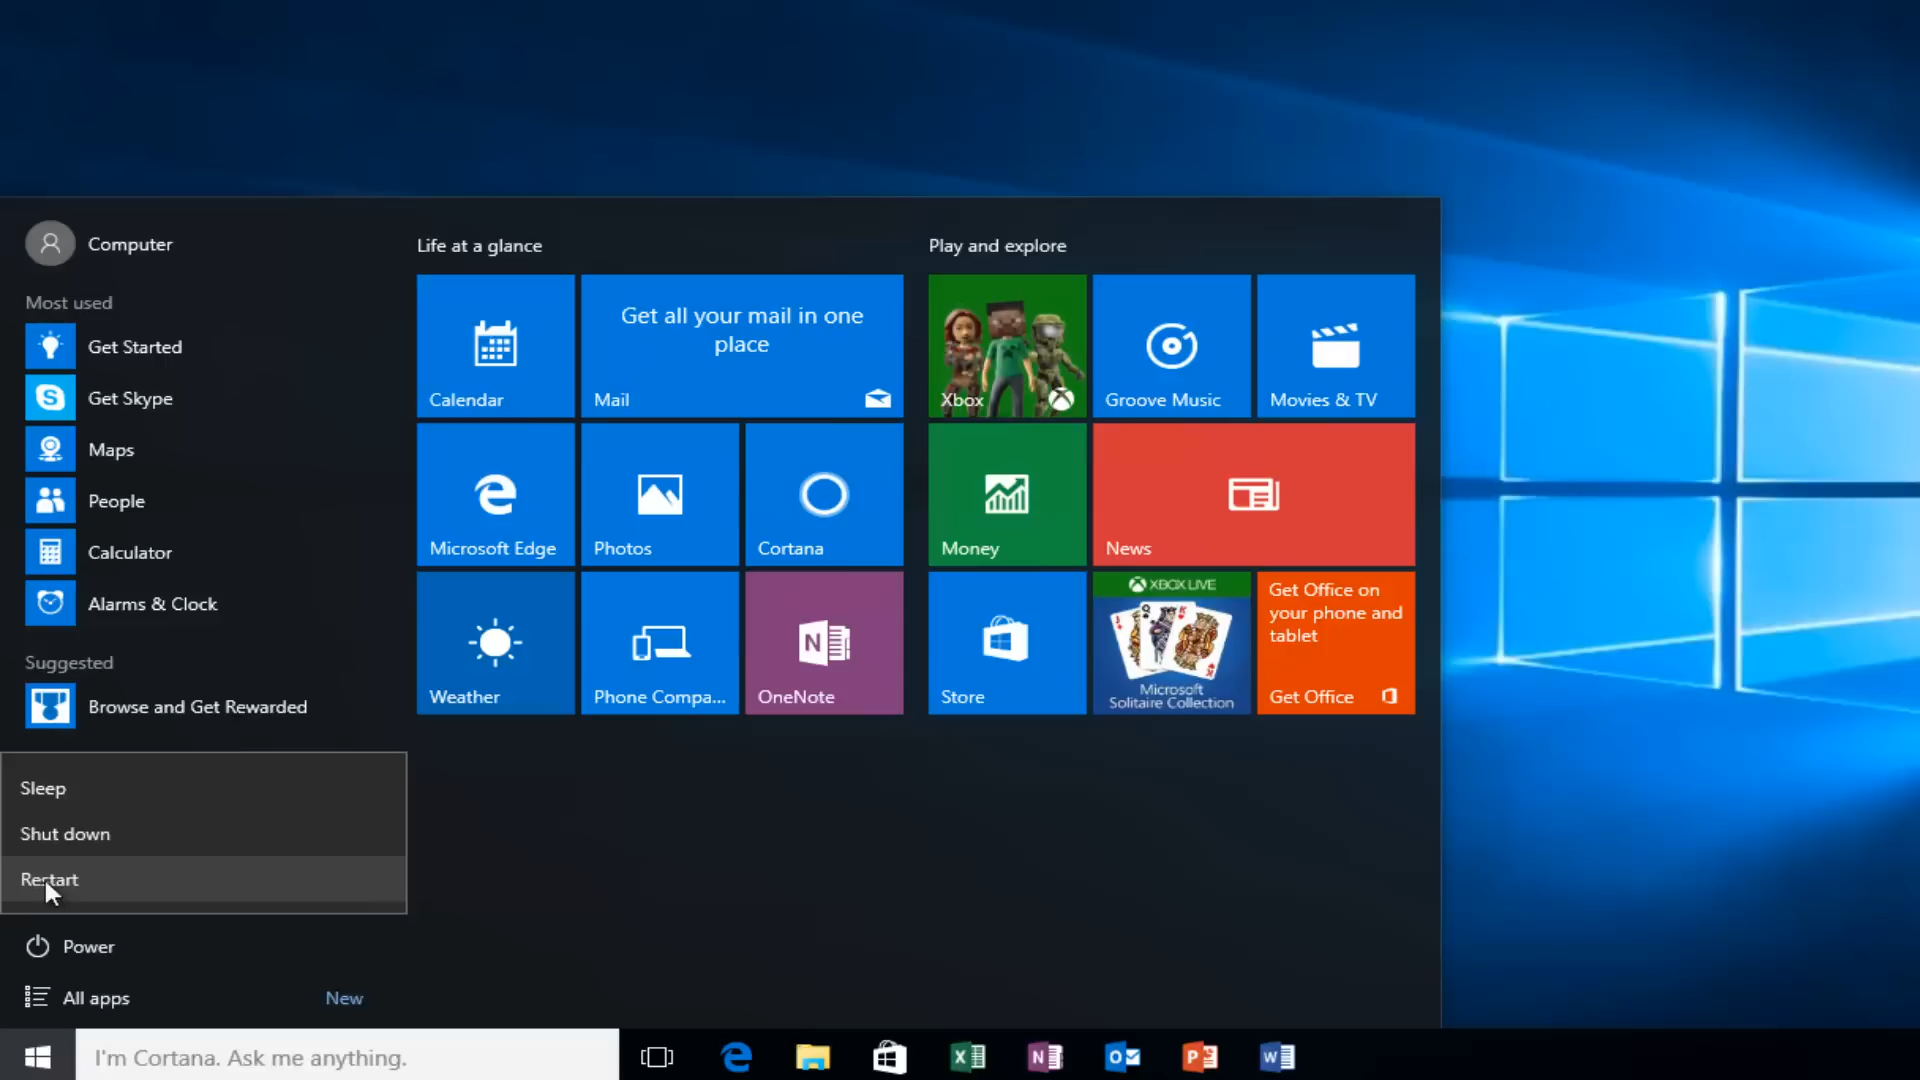 Computer
Most used
Get Started
Get Skype
Maps
People
Calculator
Alarms & Clock
Suggested
Browse and Get Rewarded
Sleep
Shut down
Restart
Power
All apps
New
Life at a glance
Calendar
Get all your mail in one
place
Mail
Microsoft Edge
Photos
Cortana
Weather
Phone Compa...
OneNote
Play and explore
Xbox
Groove Music
Movies & TV
Money
News
Store
XBOX LIVE
Microsoft
Solitaire Collection
Get Office on
your phone and
tablet
Get Office
I'm Cortana. Ask me anything.